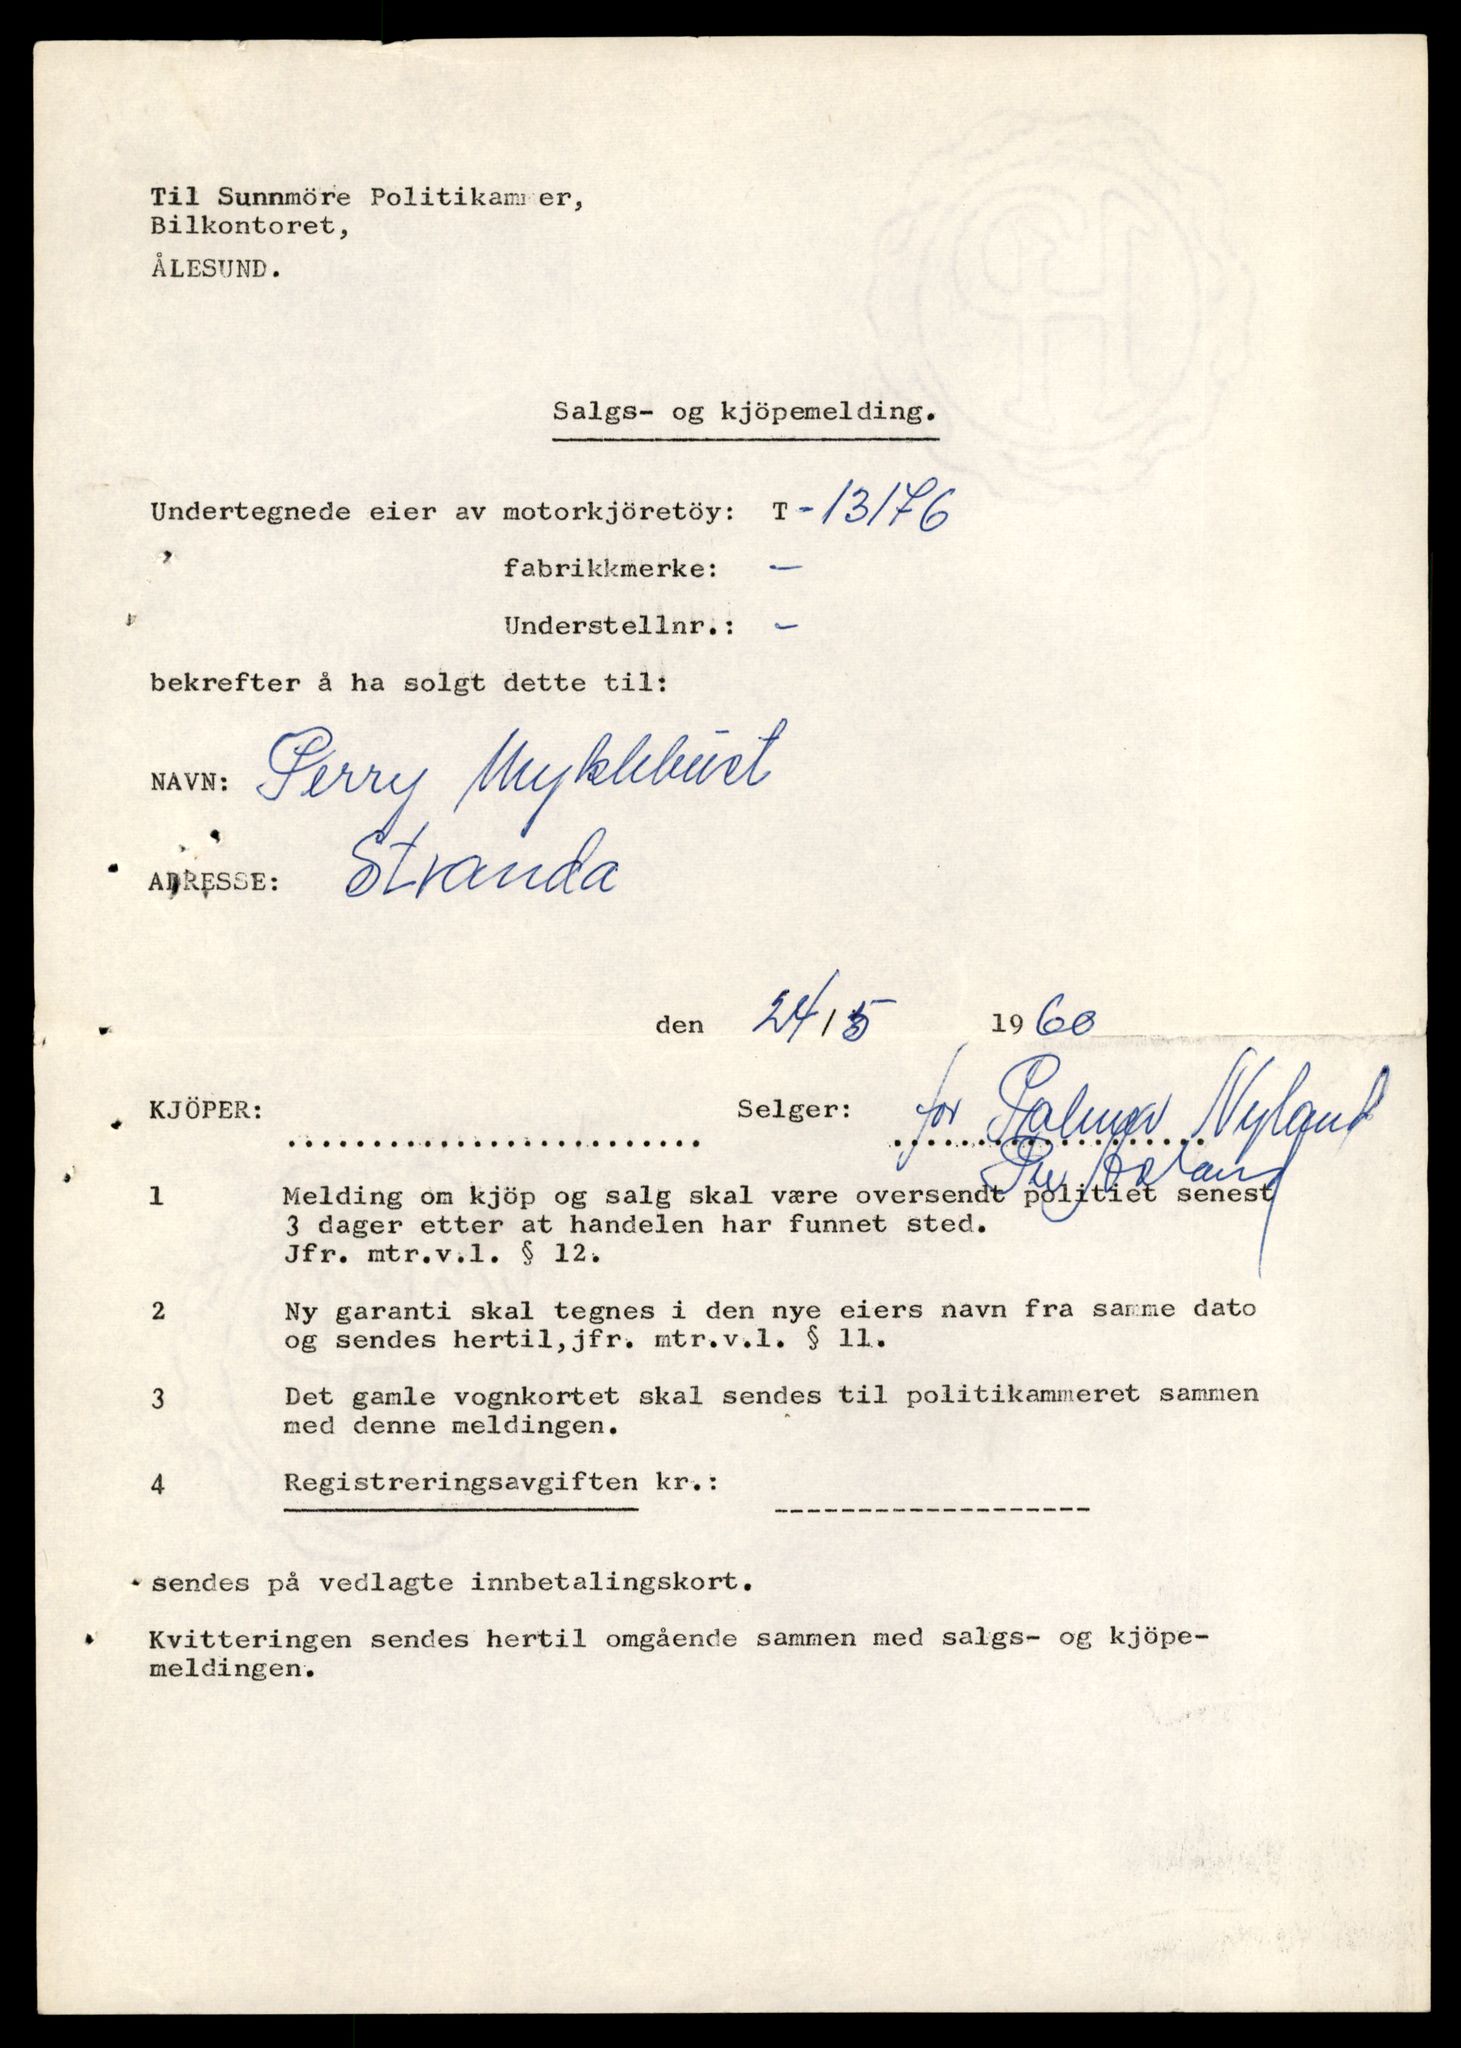 Til Sunnmöre Politikammer,
Bilkontoret,
ÅLESUND.
Salgs- og kjöpemelding.
Undertegnede eier av motorkjöretöy: T -13176
" fabrikkmerke: -
Understellnr.: -
bekrefter å ha solgt dette til:
NAVN: Perry Myklebust
ADRESSE: Stranda
den 24/5 1960
KJÖPER: ........................ Selger: for Palmer Nyland
1 Melding om kjöp og salg skal være oversendt politiet senest
3 dager etter at handelen har funnet sted.
Jfr. mtr.v.l. § 12.
2 Ny garanti skal tegnes i den nye eiers navn fra samme dato
og sendes hertil,jfr. mtr.v.l. § 11.
3 Det gamle vognkortet skal sendes til politikammeret sammen
med denne meldingen.
4 Registreringsavgiften kr.: -------------------
sendes på vedlagte innbetalingskort.
Kvitteringen sendes hertil omgående sammen med salgs- og kjöpe-
meldingen.